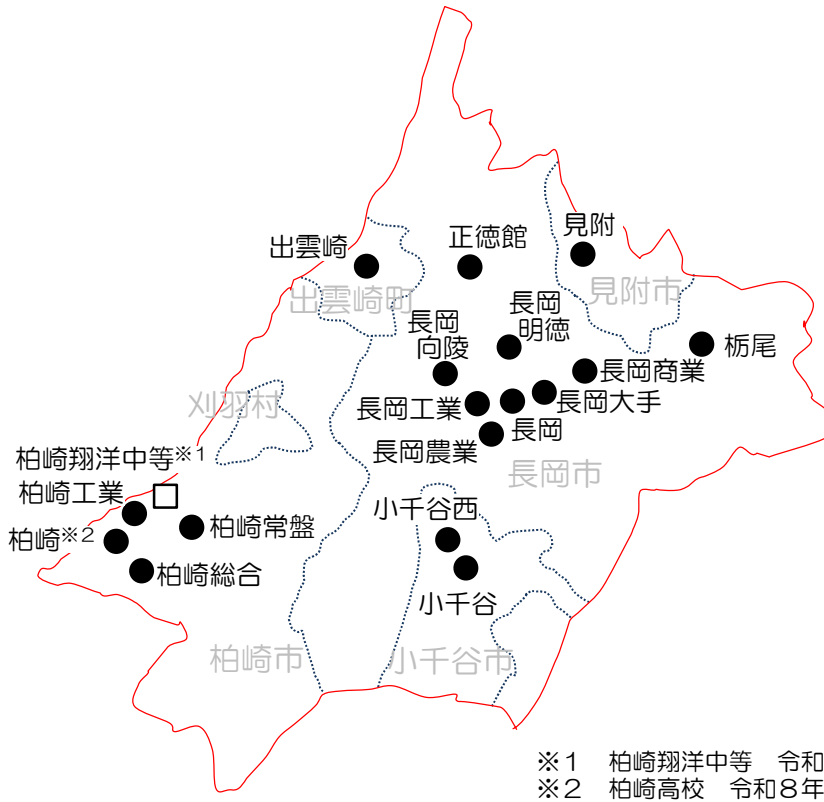 出雲崎
正徳館
見附
出雲崎町
見附市
長岡
明徳
長岡
向陵
栃尾
長岡商業
刈羽村
長岡工業
長岡大手
長岡
長岡農業
長岡市
柏崎翔洋中等※1
柏崎工業
小千谷西
柏崎常盤
柏崎※2
柏崎総合
小千谷
柏崎市
小千谷市
※1 柏崎翔洋中等 令和
※2 柏崎高校 令和8年